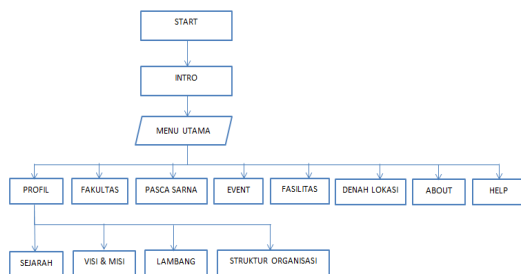 START
INTRO
MENU UTAMA
PROFIL
FAKULTAS
PASCA SARNA
EVENT
FASILITAS
DENAH LOKASI
ABOUT
HELP
SEJARAH
VISI & MISI
LAMBANG
STRUKTUR ORGANISASI